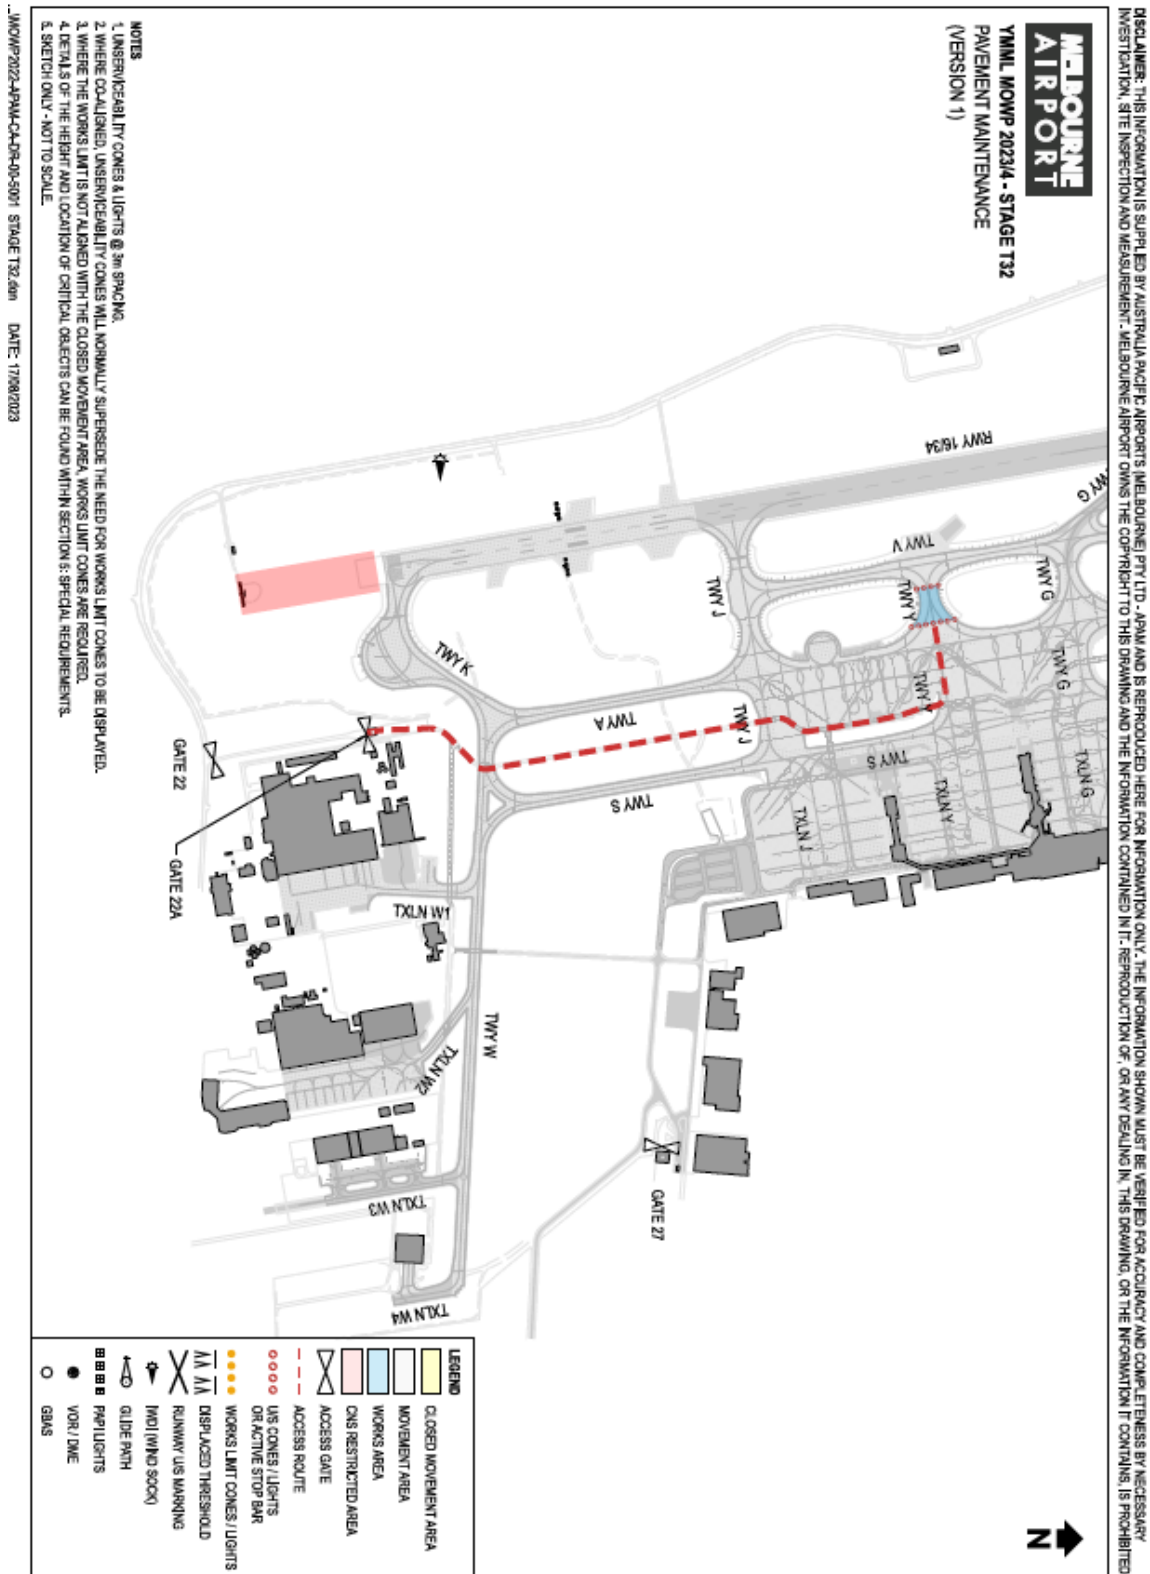 DISCLAIMER: THIS INFORMATION IS SUPPLIED BY AUSTRALIA PACIFIC AIRPORTS (MELBOURNE) PTY LTD - APAM AND IS REPRODUCED HERE FOR INFORMATION ONLY. THE INFORMATION SHOWN MUST BE VERIFIED FOR ACCURACY AND COMPLETENESS BY NECESSARY
INVESTIGATION, SITE INSPECTION AND MEASUREMENT. MELBOURNE AIRPORT OWNS THE COPYRIGHT TO THIS DRAWING AND THE INFORMATION CONTAINED IN IT. REPRODUCTION OF, OR ANY DEALING IN, THIS DRAWING, OR THE INFORMATION IT CONTAINS, IS PROHIBITED
MELBOURNE
AIRPORT
YMML MOWP 2023/4 - STAGE T32
PAVEMENT MAINTENANCE
(VERSION 1)
N
RWY 16/34
TWY G
TWY V
TWY G
TWY Y
TWY J
TWY G
TWY Y
TWY K
TWY A
TWY J
TWY S
TXLN G
TXLN Y
TWY S
TXLN J
GATE 22
GATE 22A
TXLN W1
TWY W
TXLN W2
GATE 27
TXLN W3
TXLN W4
NOTES
1. UNSERVICEABILITY CONES & LIGHTS @ 3m SPACING.
2. WHERE CO-ALIGNED, UNSERVICEABILITY CONES WILL NORMALLY SUPERSEDE THE NEED FOR WORKS LIMIT CONES TO BE DISPLAYED.
3. WHERE THE WORKS LIMIT IS NOT ALIGNED WITH THE CLOSED MOVEMENT AREA, WORKS LIMIT CONES ARE REQUIRED.
4. DETAILS OF THE HEIGHT AND LOCATION OF CRITICAL OBJECTS CAN BE FOUND WITHIN SECTION 6: SPECIAL REQUIREMENTS.
5. SKETCH ONLY - NOT TO SCALE.
LEGEND
CLOSED MOVEMENT AREA
MOVEMENT AREA
WORKS AREA
CNS RESTRICTED AREA
ACCESS GATE
ACCESS ROUTE
U/S CONES / LIGHTS
OR ACTIVE STOP BAR
WORKS LIMIT CONES / LIGHTS
DISPLACED THRESHOLD
RUNWAY U/S MARKING
IWDI (WIND SOCK)
GLIDE PATH
PAPI LIGHTS
VOR / DME
GBAS
..\MOWP2022-APAM-CA-DR-00-5001 STAGE T32.dgn DATE: 17/08/2023